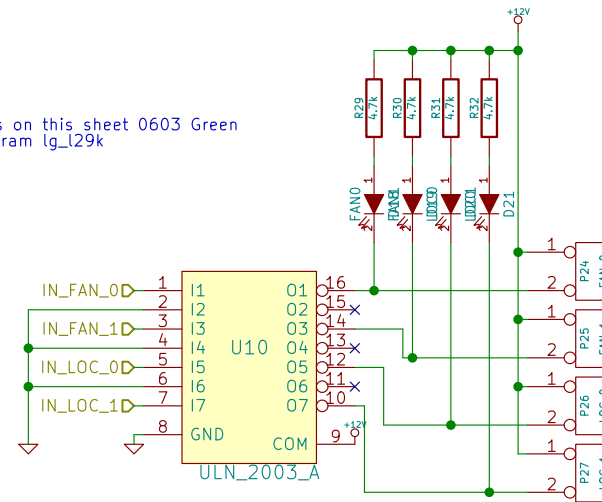 +12V
R29
4.7k
R30
4.7k
R31
4.7k
R32
4.7k
s on this sheet 0603 Green
ram lg_l29k
1
1
1
1
FAN0
D21
IN_FAN_0
IN_FAN_1
IN_LOC_0
IN_LOC_1
1 I1 O1 16
2 I2 O2 15
3 I3 O3 14
4 I4 O4 13
5 I5 O5 12
6 I6 O6 11
7 I7 O7 10
8 GND
COM 9
U10
+12V
ULN_2003_A
1
2
P24
1
2
P25
1
2
P26
1
2
P27